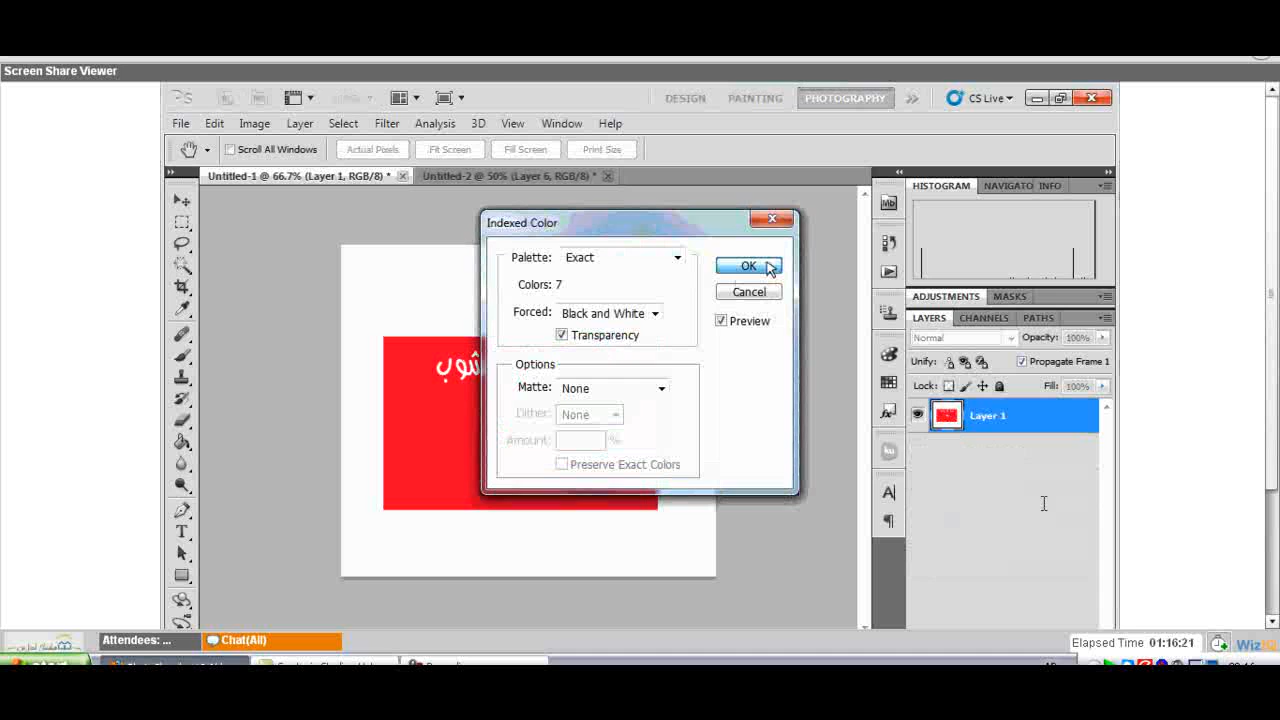 Screen Share Viewer
DESIGN PAINTING PHOTOGRAPHY CS Live
File Edit Image Layer Select Filter Analysis 3D View Window Help
Scroll All Windows Actual Pixels Fit Screen Fill Screen Print Size
Untitled-1 @ 66.7% (Layer 1, RGB/8) * Untitled-2 @ 50% (Layer 6, RGB/8) *
HISTOGRAM NAVIGATO INFO
Mb
Indexed Color
Palette: Exact
OK
Colors: 7
Cancel
Forced: Black and White
Preview
Transparency
Options
Matte: None
Dither: None
Amount: %
Preserve Exact Colors
ADJUSTMENTS MASKS
LAYERS CHANNELS PATHS
Normal Opacity: 100%
Unify: Propagate Frame 1
Lock: Fill: 100%
Layer 1
ku
Attendees: ... Chat(All)
Elapsed Time 01:16:21